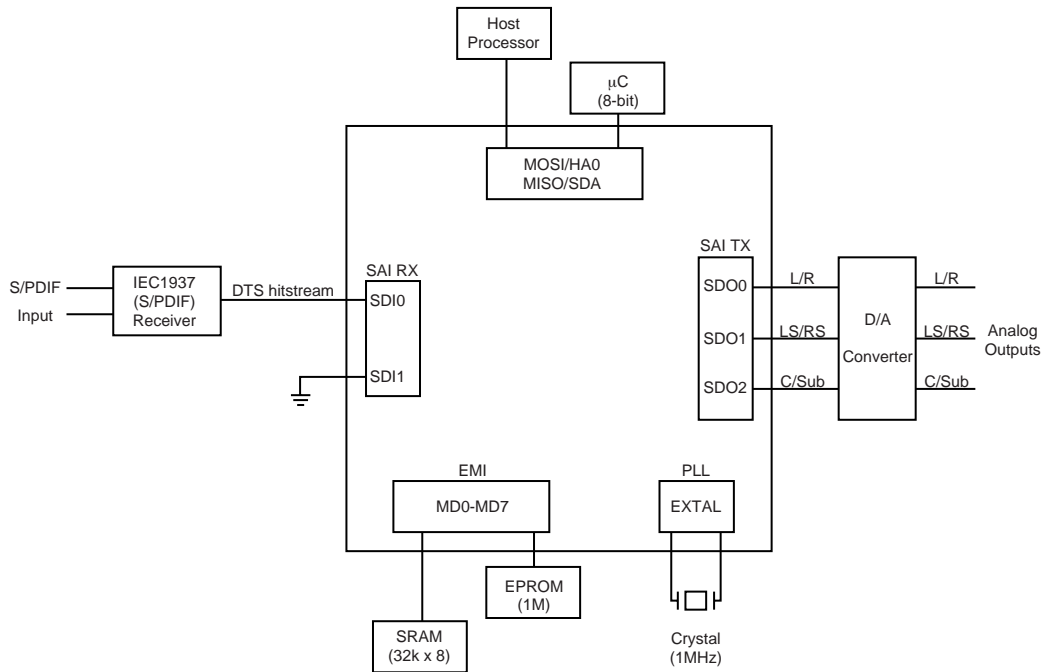 Host
Processor
μC
(8-bit)
MOSI/HA0
MISO/SDA
SAI RX
SAI TX
S/PDIF
Input
IEC1937
(S/PDIF)
Receiver
DTS hitstream
SDI0
SDI1
SDO0
SDO1
SDO2
L/R
LS/RS
C/Sub
D/A
Converter
L/R
LS/RS
C/Sub
Analog
Outputs
EMI
MD0-MD7
PLL
EXTAL
EPROM
(1M)
SRAM
(32k x 8)
Crystal
(1MHz)